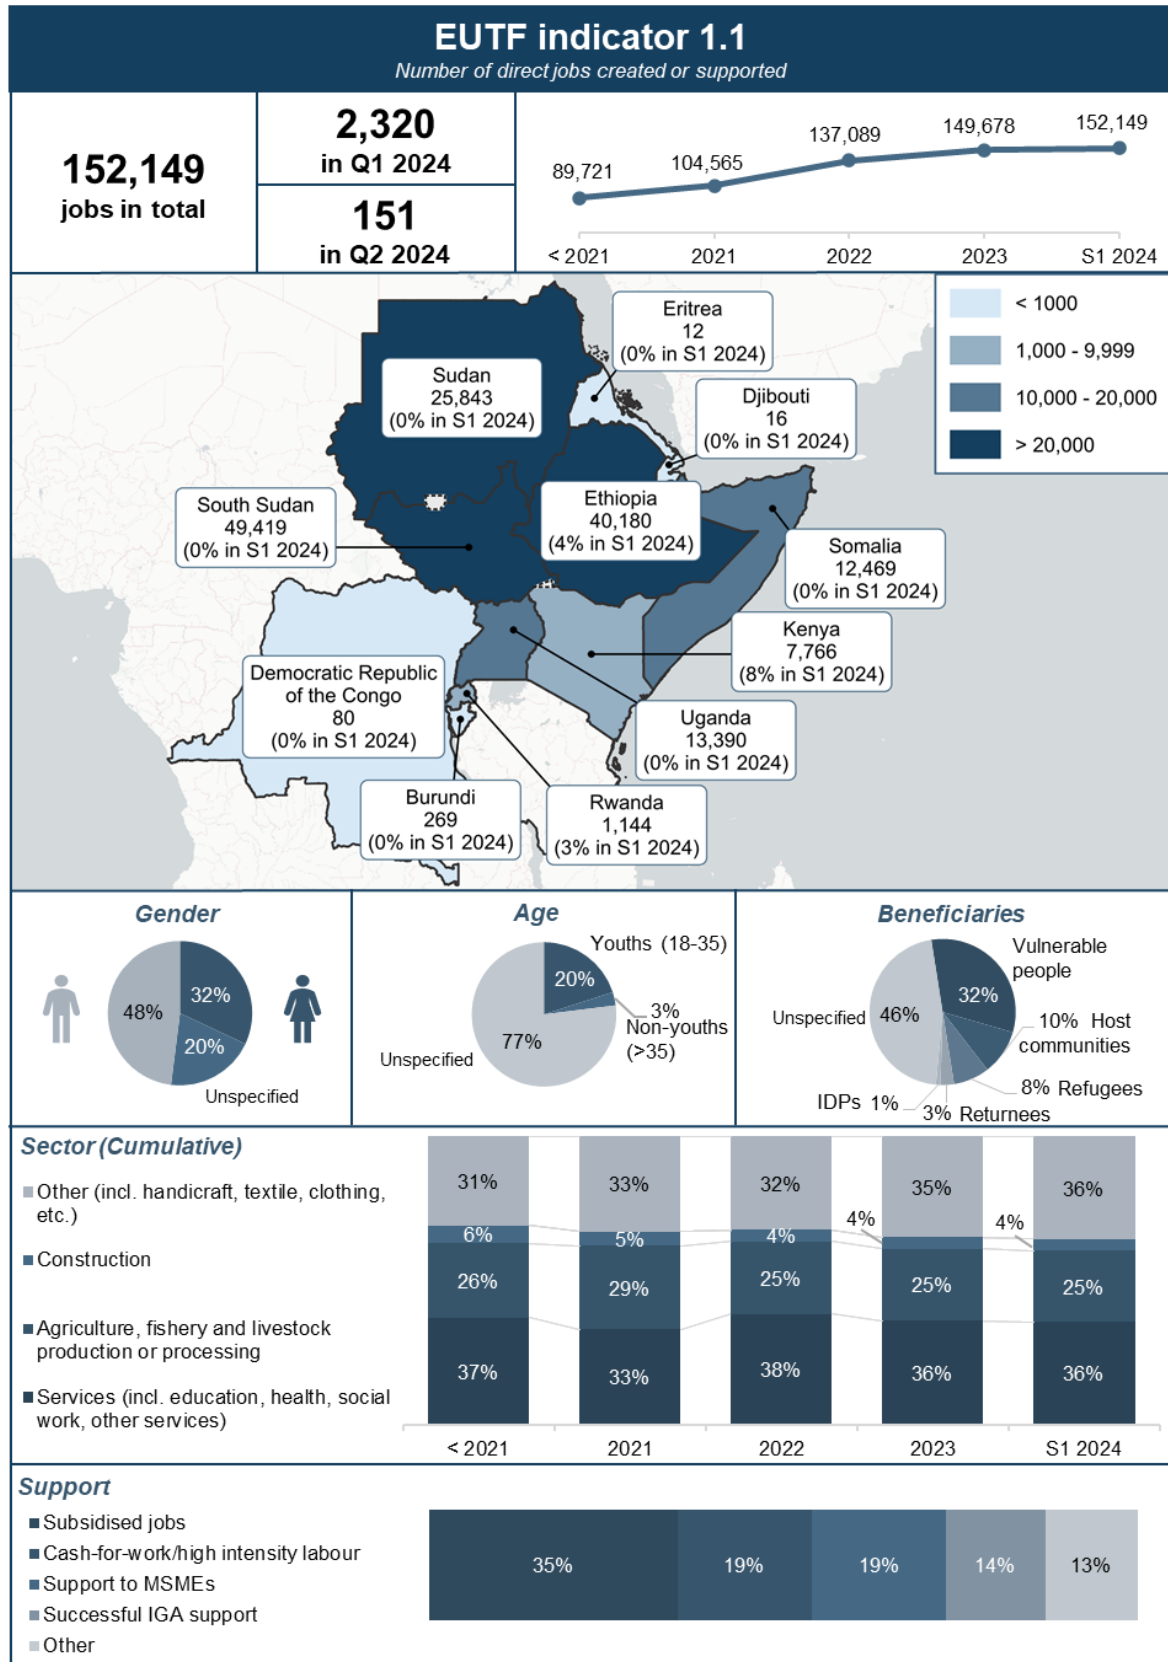 EUTF indicator 1.1
Number of direct jobs created or supported
152,149
jobs in total
2,320
in Q1 2024
151
in Q2 2024
89,721
104,565
137,089
149,678
152,149
< 2021
2021
2022
2023
S1 2024
< 1000
1,000 - 9,999
10,000 - 20,000
> 20,000
Eritrea
12
(0% in S1 2024)
Sudan
25,843
(0% in S1 2024)
Djibouti
16
(0% in S1 2024)
South Sudan
49,419
(0% in S1 2024)
Ethiopia
40,180
(4% in S1 2024)
Somalia
12,469
(0% in S1 2024)
Kenya
7,766
(8% in S1 2024)
Democratic Republic
of the Congo
80
(0% in S1 2024)
Uganda
13,390
(0% in S1 2024)
Burundi
269
(0% in S1 2024)
Rwanda
1,144
(3% in S1 2024)
Gender
48%
32%
20%
Unspecified
Age
Youths (18-35)
20%
3%
Non-youths
(>35)
77%
Unspecified
Beneficiaries
Vulnerable
people
32%
46%
Unspecified
10% Host
communities
8% Refugees
3% Returnees
IDPs 1%
Sector (Cumulative)
Other (incl. handicraft, textile, clothing,
etc.)
Construction
Agriculture, fishery and livestock
production or processing
Services (incl. education, health, social
work, other services)
31%
33%
32%
35%
36%
6%
5%
4%
4%
4%
26%
29%
25%
25%
25%
37%
33%
38%
36%
36%
< 2021
2021
2022
2023
S1 2024
Support
Subsidised jobs
Cash-for-work/high intensity labour
Support to MSMEs
Successful IGA support
Other
35%
19%
19%
14%
13%